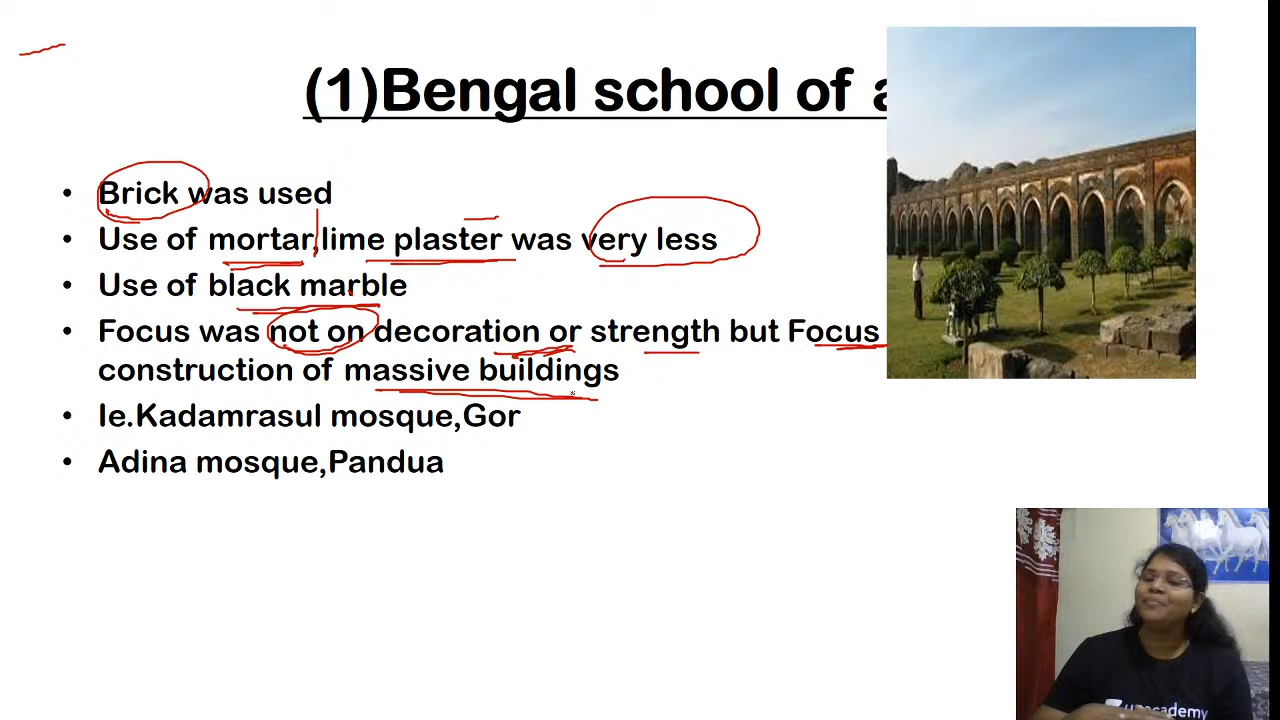 (1)Bengal school of a
• Brick was used
• Use of mortar,lime plaster was very less
• Use of black marble
• Focus was not on decoration or strength but Focus
construction of massive buildings
• Ie.Kadamrasul mosque,Gor
• Adina mosque,Pandua